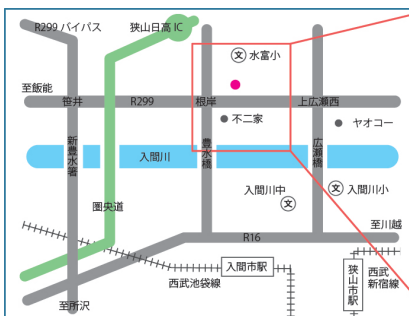 R299 バイパス
狭山日高 IC
文 水富小
至飯能
笹井
R299
根岸
上広瀬西
不二家
ヤオコー
新豊水箸
入間川
豊水橋
広瀬橋
圏央道
入間川中
文
文 入間川小
至川越
R16
入間市駅
西武池袋線
狭山市駅
西武
新宿線
至所沢